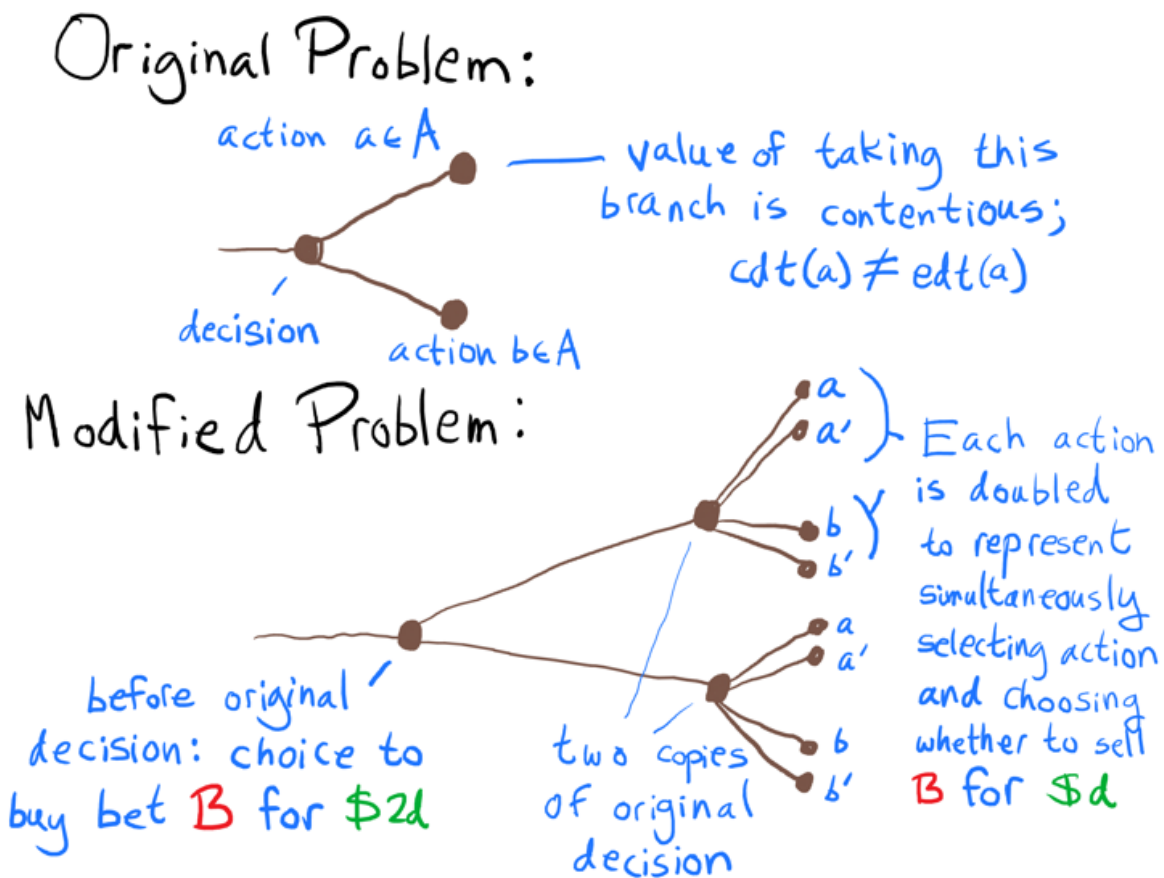 Original Problem:
action a∈A
value of taking this
branch is contentious;
cdt(a) ≠ edt(a)
decision
action b∈A
Modified Problem:
a
a'
b
b'
a
a'
b
b'
Each action
is doubled
to represent
simultaneously
selecting action
and choosing
whether to sell
B for $d
before original
decision: choice to
buy bet B for $2d
two copies
of original
decision